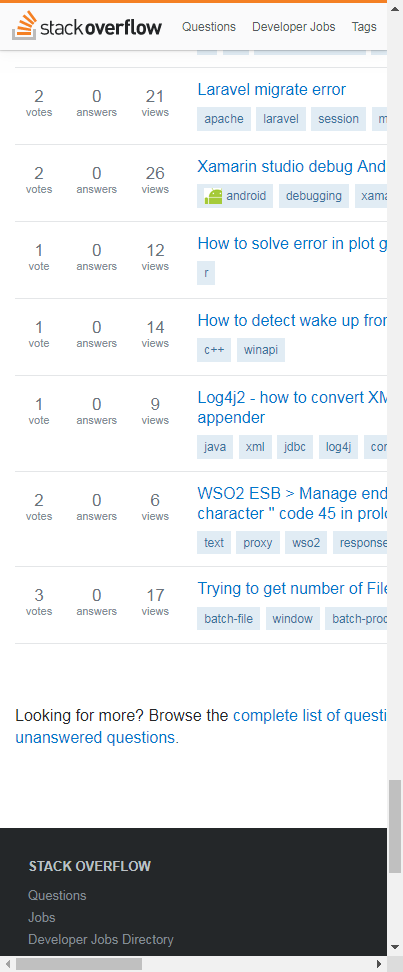 stackoverflow Questions Developer Jobs Tags
2 0 21 Laravel migrate error
votes answers views
apache laravel session
2 0 26 Xamarin studio debug And
votes answers views
android debugging
1 0 12 How to solve error in plot
vote answers views
r
1 0 14 How to detect wake up from
vote answers views
c++ winapi
1 0 9 Log4j2 - how to convert XM
vote answers views appender
java xml jdbc log4j
2 0 6 WSO2 ESB > Manage end
votes answers views character " code 45 in prolo
text proxy wso2 response
3 0 17 Trying to get number of File
votes answers views
batch-file window batch-proc
Looking for more? Browse the complete list of questi
unanswered questions.
STACK OVERFLOW
Questions
Jobs
Developer Jobs Directory